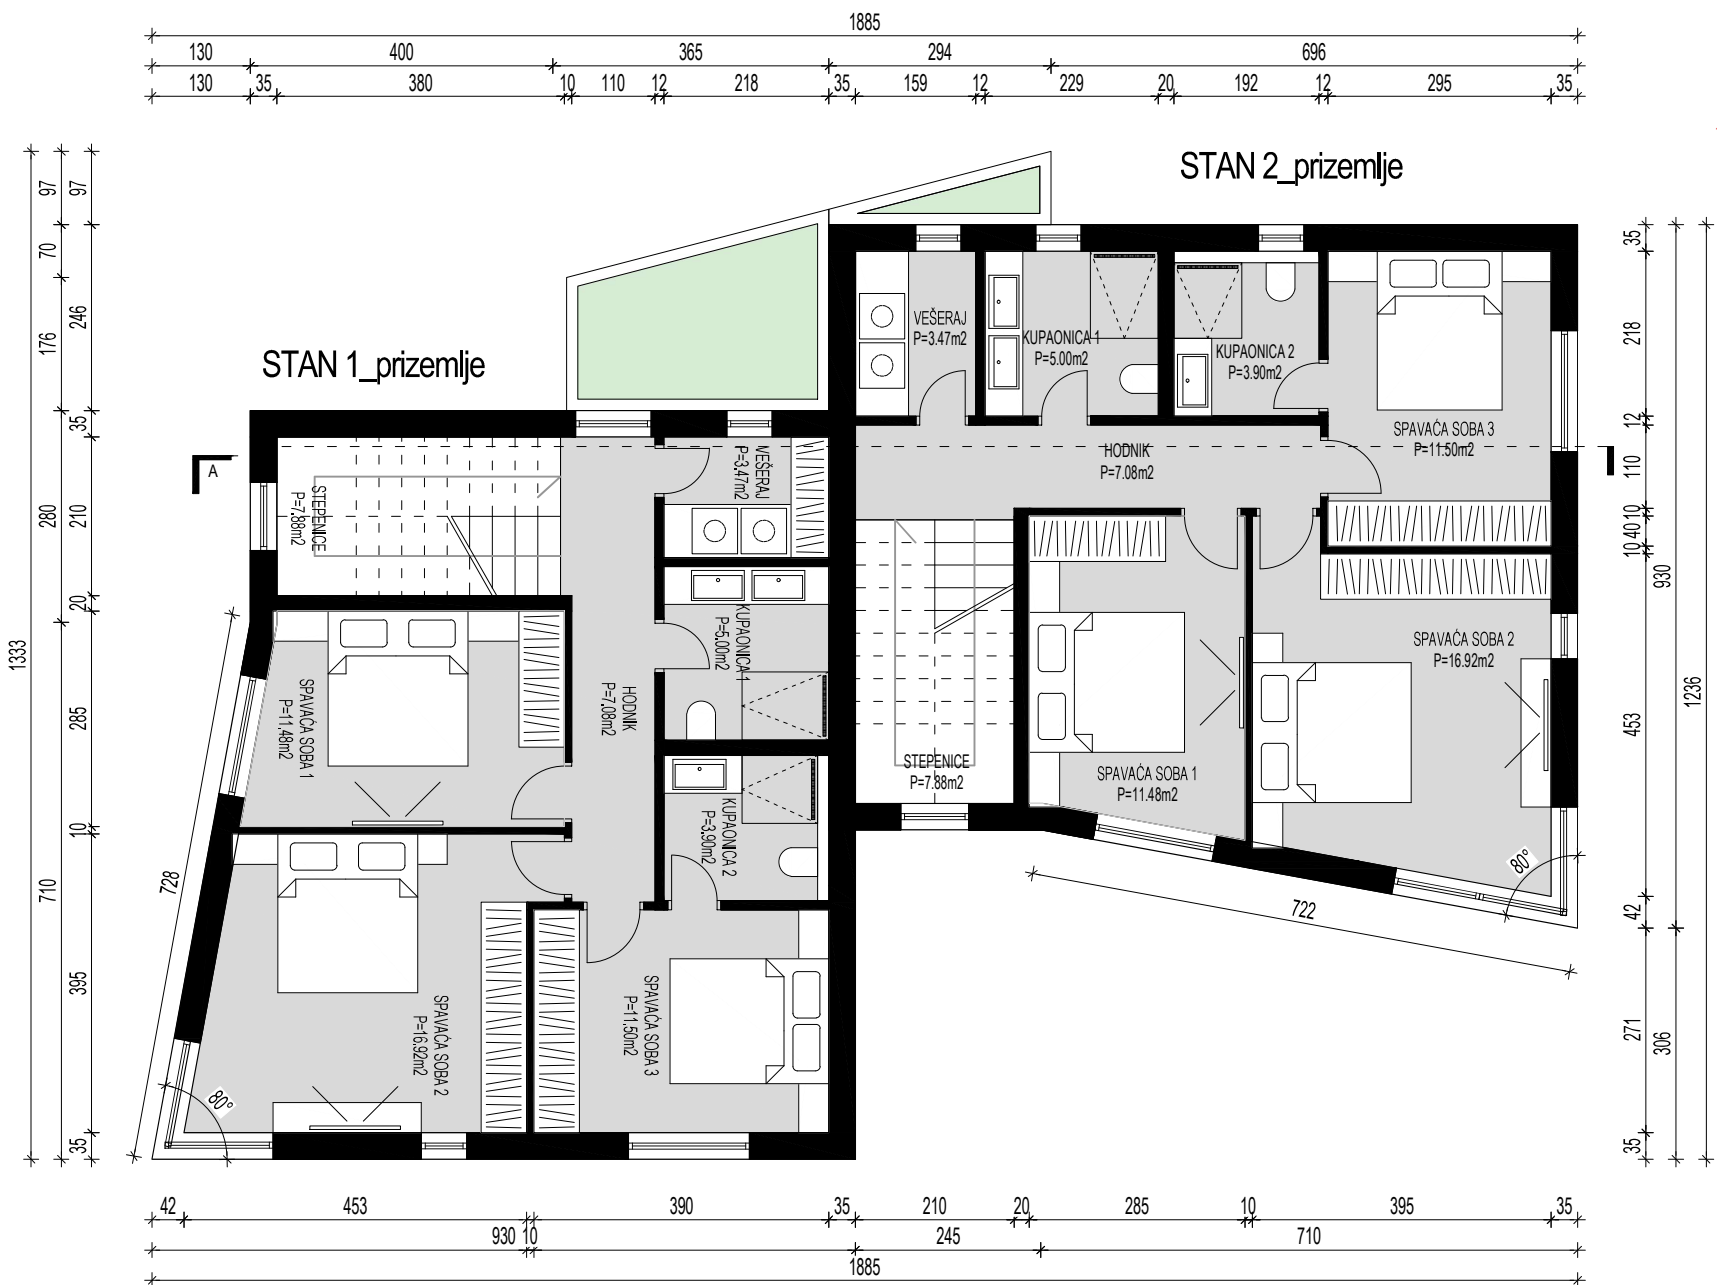 1885
130 400 365 294 696
130 35 380 10 110 12 218 35 159 12 229 20 192 12 295 35
STAN 2_prizemlje
STAN 1_prizemlje
97 97
70 246
176 35
280 210
20
1333
285
10
710
395
35
35
218
12
110
10
40
10
930
1236
453
42
271
306
35
VEŠERAJ
P=3.47m2
KUPAONICA 1
P=5.00m2
KUPAONICA 2
P=3.90m2
SPAVAĆA SOBA 3
P=11.50m2
HODNIK
P=7.08m2
A
STEPENICE
P=7.88m2
VEŠERAJ
P=3.47m2
KUPAONICA 1
P=5.00m2
HODNIK
P=7.08m2
SPAVAĆA SOBA 1
P=11.48m2
KUPAONICA 2
P=3.90m2
SPAVAĆA SOBA 2
P=16.92m2
SPAVAĆA SOBA 3
P=11.50m2
STEPENICE
P=7.88m2
SPAVAĆA SOBA 1
P=11.48m2
SPAVAĆA SOBA 2
P=16.92m2
728
80°
722
80°
42 453 390 35 210 20 285 10 395 35
930 10 245 710
1885